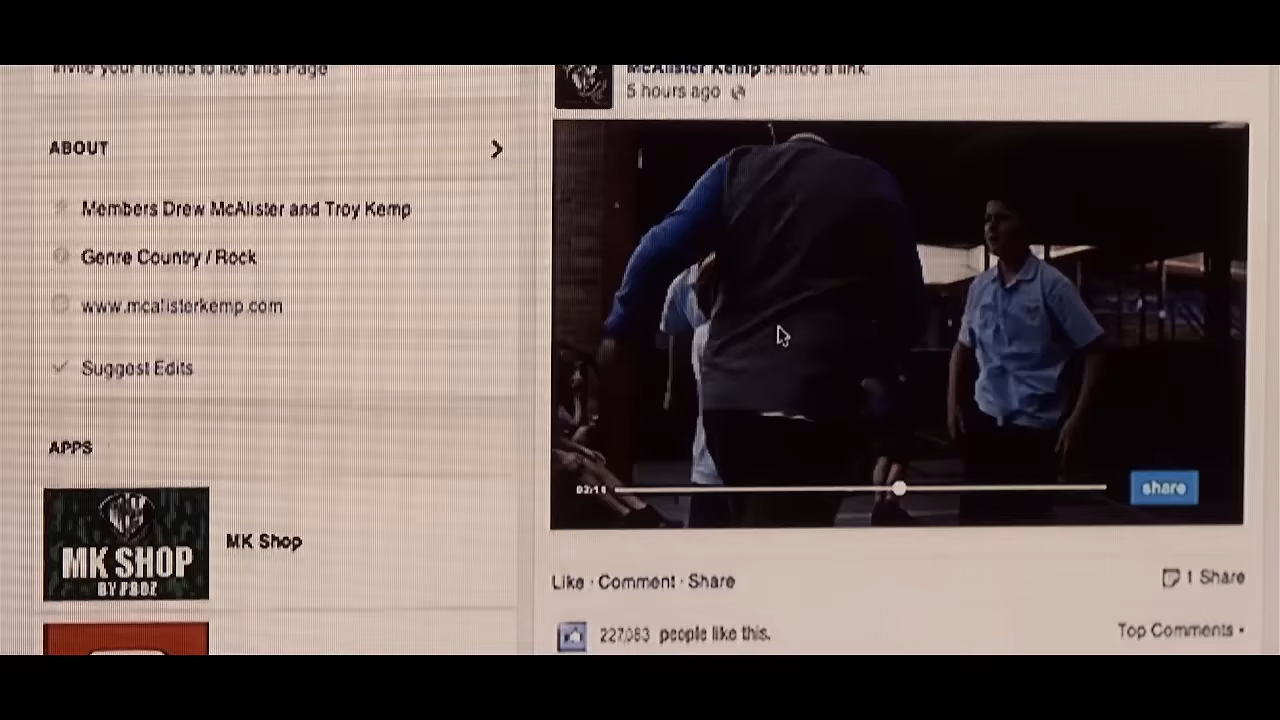 Invite your friends to like this Page
ABOUT
Members Drew McAlister and Troy Kemp
Genre Country / Rock
www.mcalisterkemp.com
Suggest Edits
APPS
MK SHOP
MK Shop
McAlister Kemp shared a link.
5 hours ago
share
Like · Comment · Share
1 Share
227,083 people like this.
Top Comments